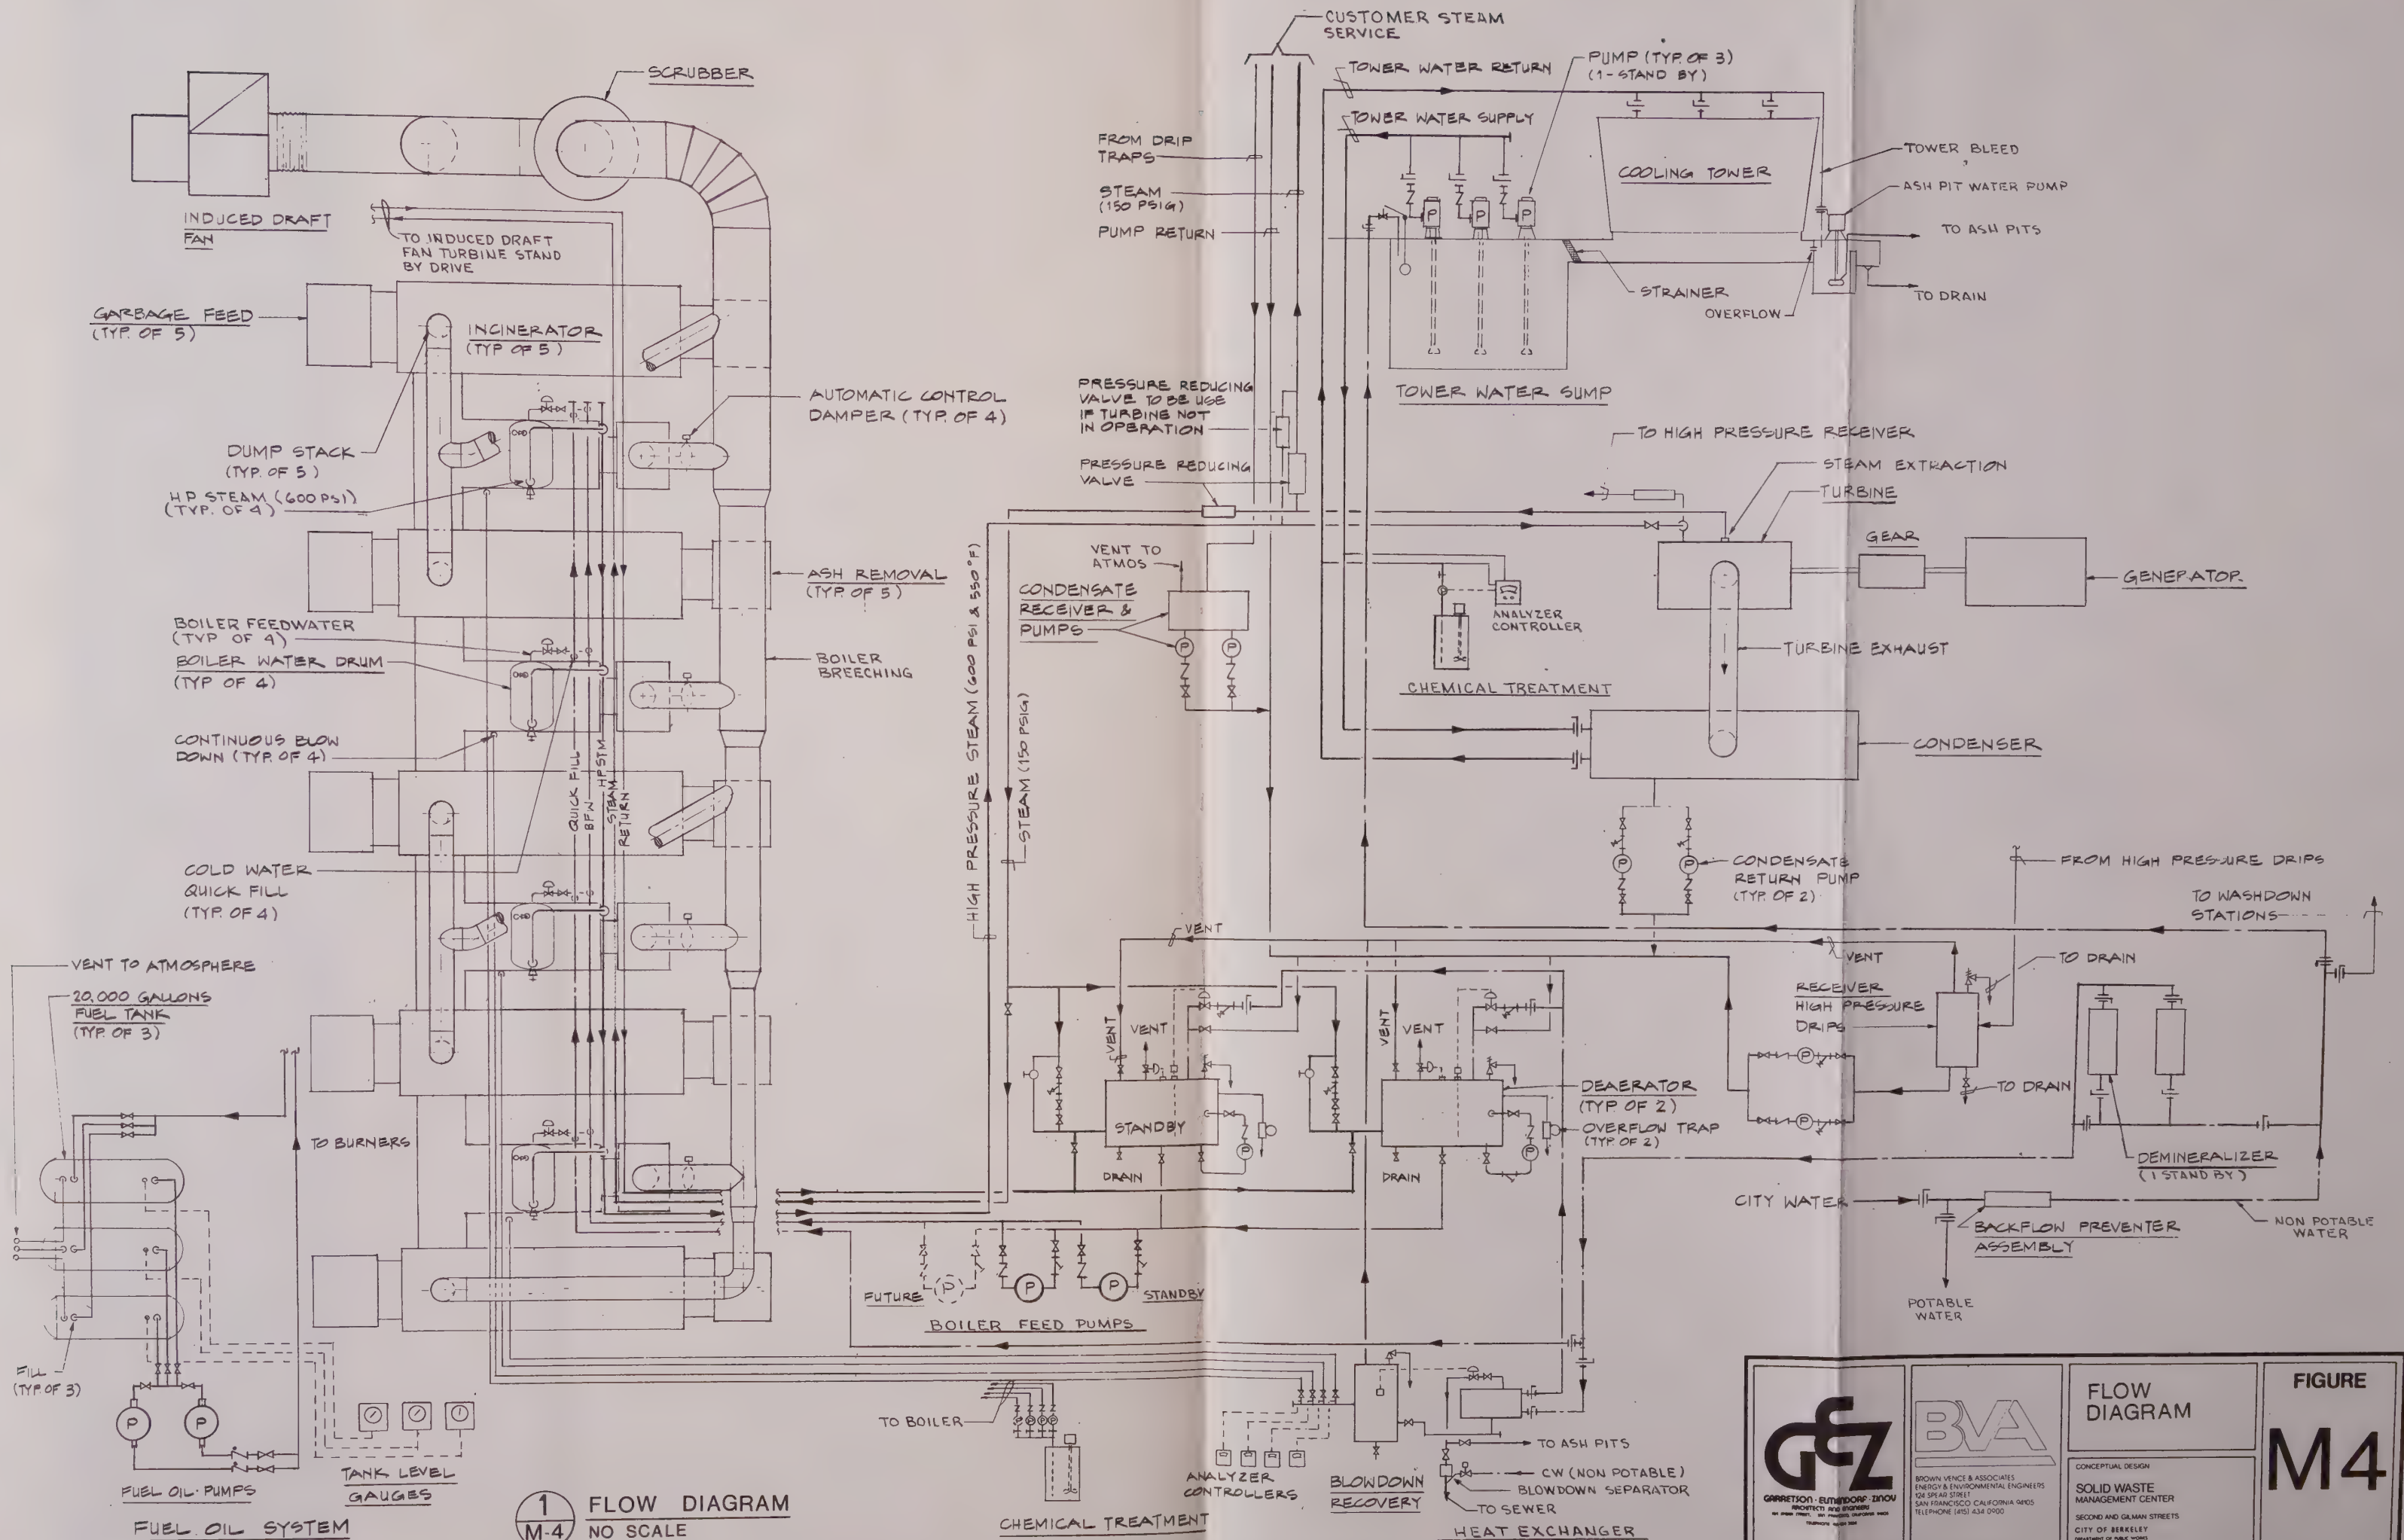 SCRUBBER
INDUCED DRAFT
FAN
TO INDUCED DRAFT
FAN TURBINE STAND
BY DRIVE
GARBAGE FEED
(TYP. OF 5)
INCINERATOR
(TYP OF 5)
AUTOMATIC CONTROL
DAMPER (TYP. OF 4)
DUMP STACK
(TYP. OF 5)
HP STEAM (600 PSI)
(TYP. OF 4)
ASH REMOVAL
(TYP. OF 5)
BOILER FEEDWATER
(TYP OF 4)
BOILER WATER DRUM
(TYP OF 4)
BOILER
BREECHING
CONTINUOUS BLOW
DOWN (TYP. OF 4)
QUICK FILL
BFW
HPSTM
STEAM
RETURN
COLD WATER
QUICK FILL
(TYP. OF 4)
VENT TO ATMOSPHERE
20,000 GALLONS
FUEL TANK
(TYP. OF 3)
TO BURNERS
FILL
(TYP OF 3)
P
P
FUEL OIL PUMPS
TANK LEVEL
GAUGES
FUEL OIL SYSTEM
1
M-4
FLOW DIAGRAM
NO SCALE
CUSTOMER STEAM
SERVICE
TOWER WATER RETURN
PUMP (TYP. OF 3)
(1-STAND BY)
TOWER WATER SUPPLY
FROM DRIP
TRAPS
STEAM
(150 PSIG)
PUMP RETURN
P
P
P
COOLING TOWER
TOWER BLEED
ASH PIT WATER PUMP
TO ASH PITS
TO DRAIN
STRAINER
OVERFLOW
TOWER WATER SUMP
PRESSURE REDUCING
VALVE TO BE USE
IF TURBINE NOT
IN OPERATION
PRESSURE REDUCING
VALVE
TO HIGH PRESSURE RECEIVER
STEAM EXTRACTION
TURBINE
GEAR
GENERATOR
VENT TO
ATMOS
CONDENSATE
RECEIVER &
PUMPS
P
P
ANALYZER
CONTROLLER
CHEMICAL TREATMENT
TURBINE EXHAUST
CONDENSER
HIGH PRESSURE STEAM (600 PSI & 550°F)
STEAM (150 PSIG)
P
P
CONDENSATE
RETURN PUMP
(TYP. OF 2)
FROM HIGH PRESSURE DRIPS
TO WASHDOWN
STATIONS
VENT
VENT
TO DRAIN
RECEIVER
HIGH PRESSURE
DRIPS
TO DRAIN
P
P
VENT
VENT
STANDBY
P
DRAIN
VENT
VENT
P
DRAIN
DEAERATOR
(TYP OF 2)
OVERFLOW TRAP
(TYP. OF 2)
DEMINERALIZER
(1 STAND BY)
CITY WATER
BACKFLOW PREVENTER
ASSEMBLY
NON POTABLE
WATER
POTABLE
WATER
FUTURE
P
P
P
STANDBY
BOILER FEED PUMPS
TO BOILER
P
P
P
CHEMICAL TREATMENT
ANALYZER
CONTROLLERS
BLOWDOWN
RECOVERY
TO ASH PITS
CW (NON POTABLE)
BLOWDOWN SEPARATOR
TO SEWER
HEAT EXCHANGER
GEZ
GARRETSON · ELMENDORF · ZINOV
ARCHITECTS AND ENGINEERS
BVA
BROWN VENCE & ASSOCIATES
ENERGY & ENVIRONMENTAL ENGINEERS
124 SPEAR STREET
SAN FRANCISCO CALIFORNIA 94105
TELEPHONE (415) 434 0900
FLOW
DIAGRAM
CONCEPTUAL DESIGN
SOLID WASTE
MANAGEMENT CENTER
SECOND AND GILMAN STREETS
CITY OF BERKELEY
DEPARTMENT OF PUBLIC WORKS
FIGURE
M4